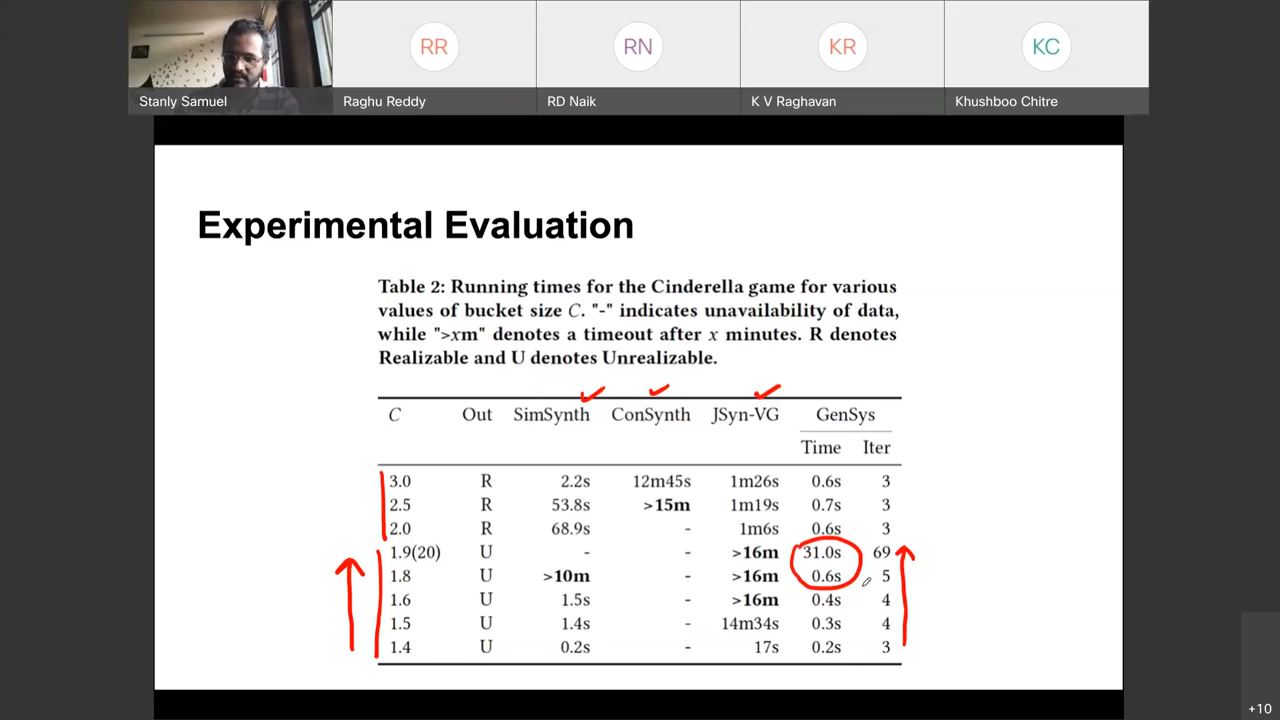 RR RN KR KC
Stanly Samuel Raghu Reddy RD Naik K V Raghavan Khushboo Chitre
Experimental Evaluation
Table 2: Running times for the Cinderella game for various
values of bucket size C. "-" indicates unavailability of data,
while ">xm" denotes a timeout after x minutes. R denotes
Realizable and U denotes Unrealizable.
C Out SimSynth ConSynth JSyn-VG GenSys
Time Iter
3.0 R 2.2s 12m45s 1m26s 0.6s 3
2.5 R 53.8s >15m 1m19s 0.7s 3
2.0 R 68.9s - 1m6s 0.6s 3
1.9(20) U - - >16m 31.0s 69
1.8 U >10m - >16m 0.6s 5
1.6 U 1.5s - >16m 0.4s 4
1.5 U 1.4s - 14m34s 0.3s 4
1.4 U 0.2s - 17s 0.2s 3
+10